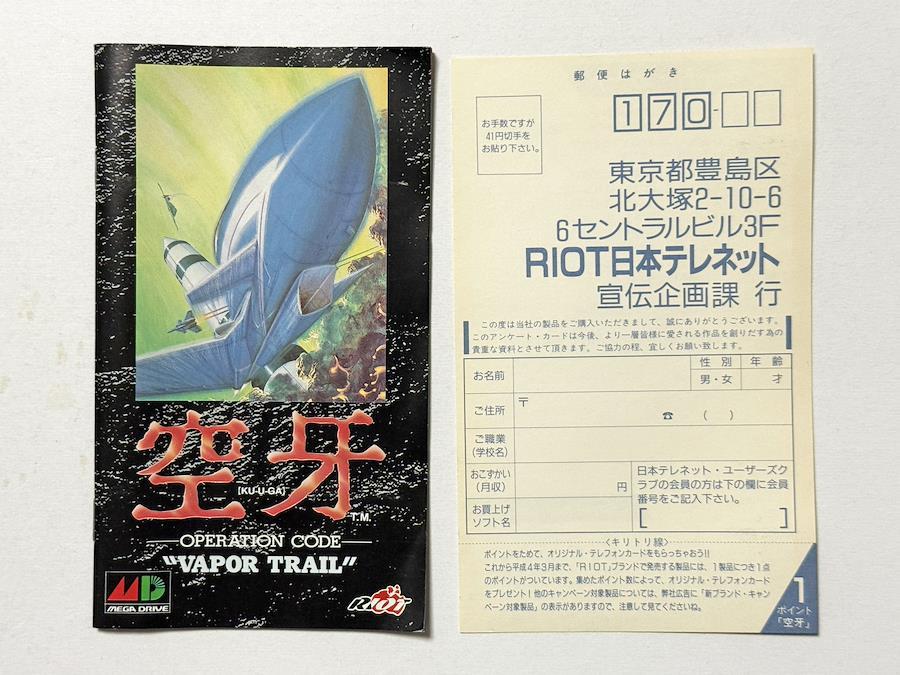 空牙
[KU-U-GA]
T.M.
OPERATION CODE
"VAPOR TRAIL"
MD
MEGA DRIVE
RIOT
郵便はがき
お手数ですが
41円切手を
お貼り下さい。
170-
東京都豊島区
北大塚2-10-6
6セントラルビル3F
RIOT日本テレネット
宣伝企画課 行
この度は当社の製品をご購入いただきまして、誠にありがとうございます。
このアンケート・カードは今後、より一層皆様に愛される作品を創りだす為の
貴重な資料とさせて頂きます。ご協力の程、宜しくお願い致します。
お名前
性別
年齢
男・女
才
ご住所
〒
☎ ( )
ご職業
(学校名)
おこずかい
(月収)
円
日本テレネット・ユーザーズク
ラブの会員の方は下の欄に会員
番号をご記入下さい。
[ ]
お買上げ
ソフト名
〈キリトリ線〉
ポイントをためて、オリジナル・テレフォンカードをもらっちゃおう!!
これから平成4年3月まで、「RIOT」ブランドで発売する製品には、1製品につき1点
のポイントがついています。集めたポイント数によって、オリジナル・テレフォンカード
をプレゼント!他のキャンペーン対象製品については、弊社広告に「新ブランド・キャン
ペーン対象製品」の表示がありますので、注意して見てくださいね。
1
ポイント
「空牙」